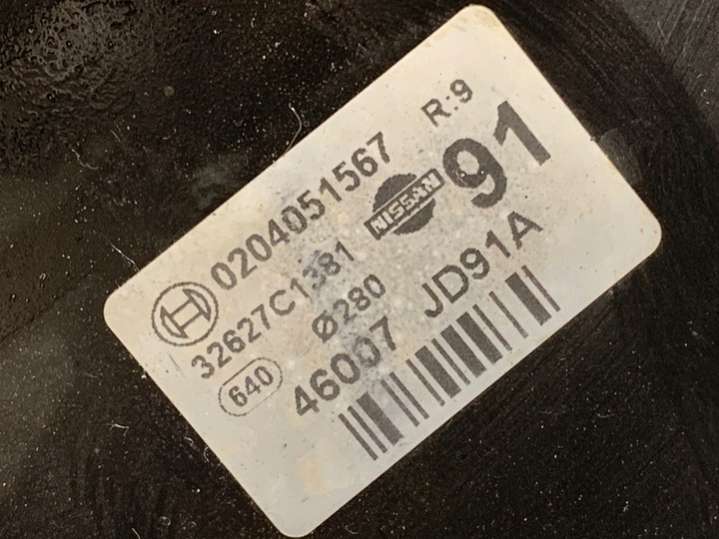 0204051567 R:9
32627C1381 NISSAN 91
640 Ø280
46007 JD91A